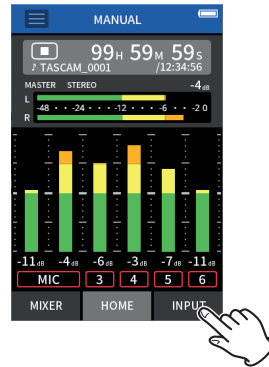 MANUAL
99H 59M 59S
♪ TASCAM_0001 /12:34:56
MASTER STEREO -4dB
L
-48 · · · -24 · · · -12 · · · · -6 · · -2 0
R
-11dB -4dB -6dB -3dB -7dB -11dB
MIC 3 4 5 6
MIXER HOME INPUT